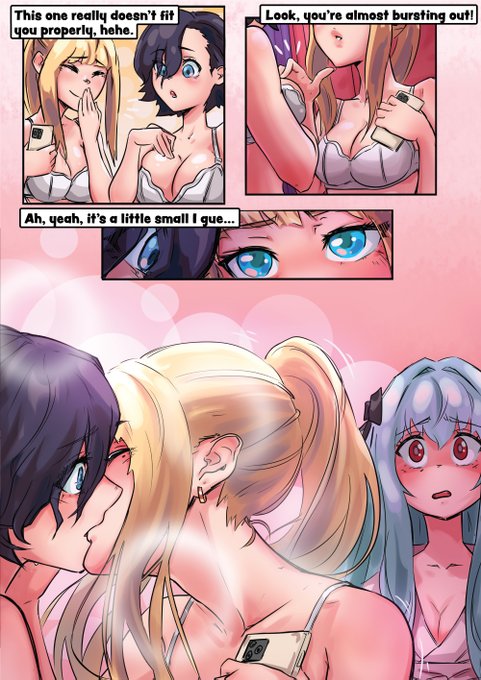 This one really doesn't fit
you properly, hehe.
Look, you're almost bursting out!
Ah, yeah, it's a little small I gue...